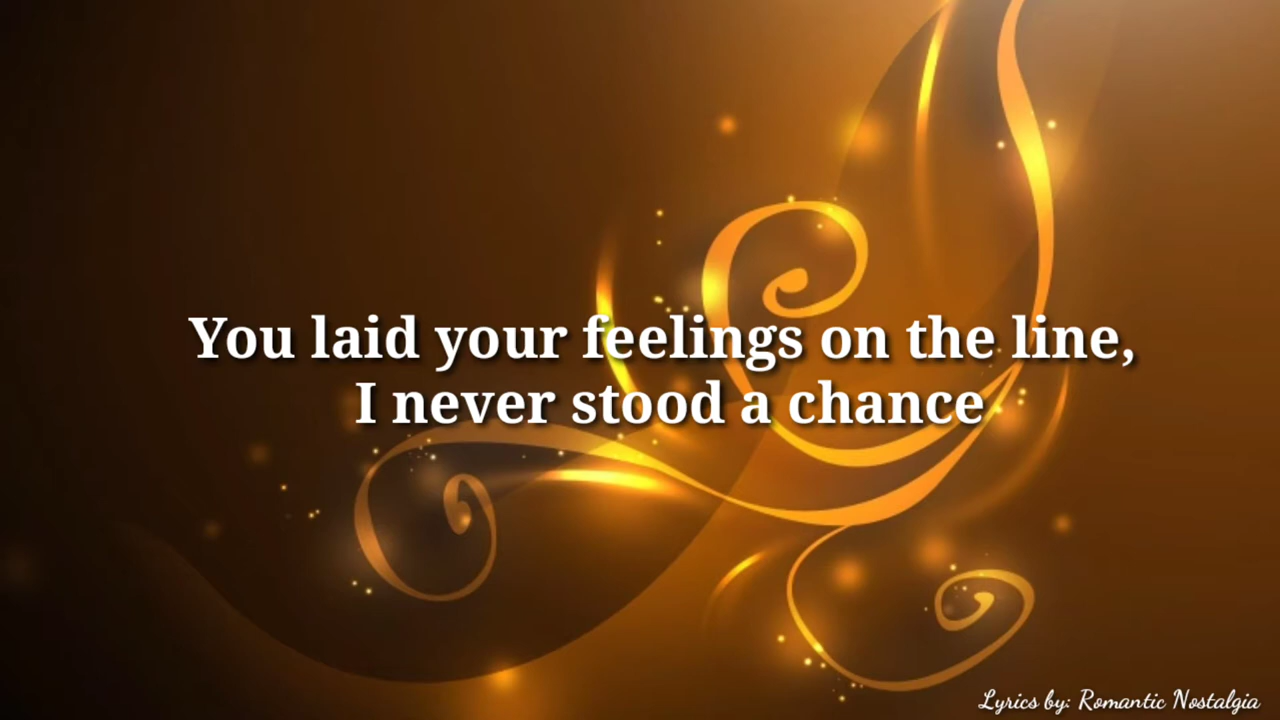 You laid your feelings on the line,
I never stood a chance
Lyrics by: Romantic Nostalgia